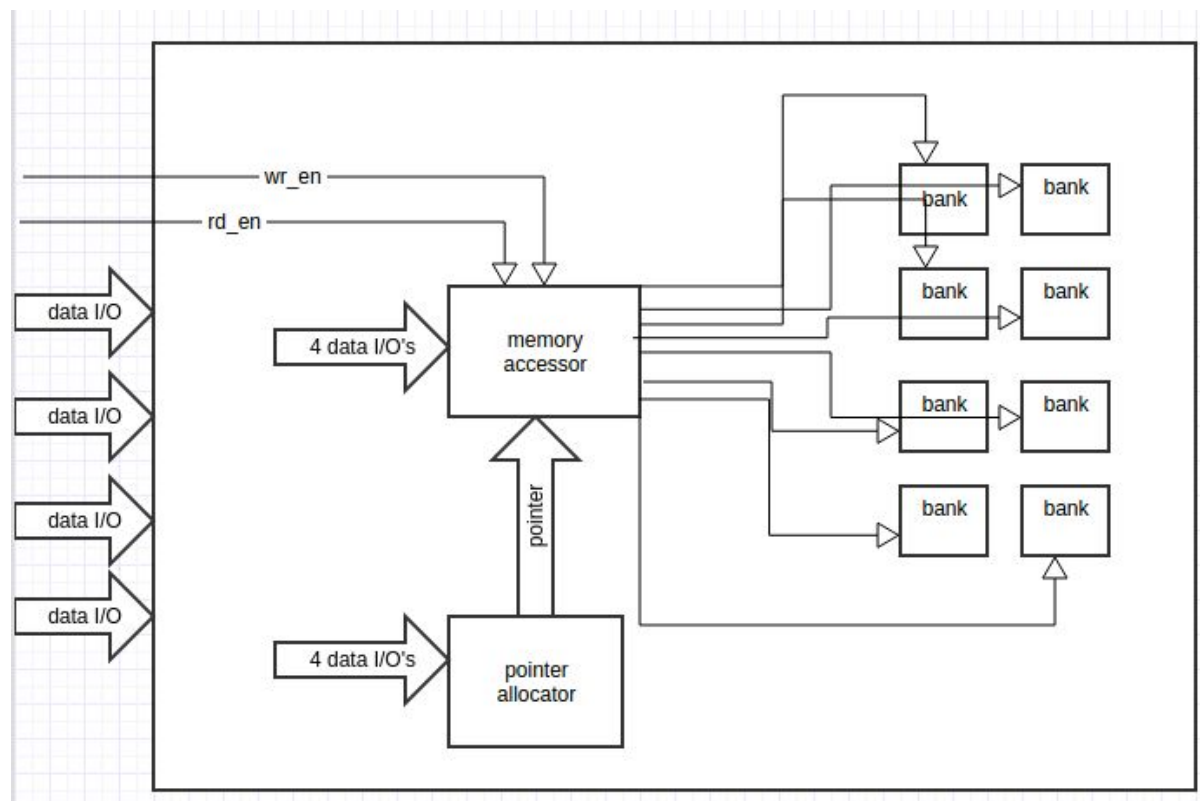 wr_en
rd_en
data I/O
data I/O
data I/O
data I/O
4 data I/O's
memory
accessor
pointer
4 data I/O's
pointer
allocator
bank
bank
bank
bank
bank
bank
bank
bank